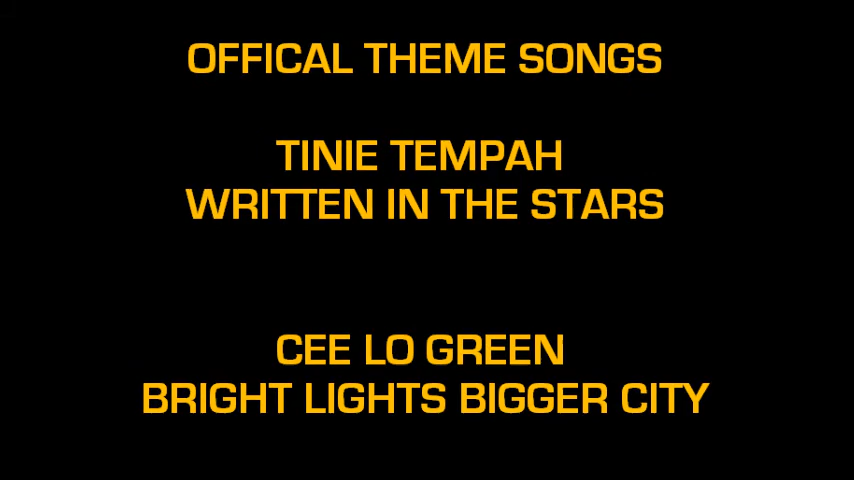 OFFICAL THEME SONGS
TINIE TEMPAH
WRITTEN IN THE STARS
CEE LO GREEN
BRIGHT LIGHTS BIGGER CITY